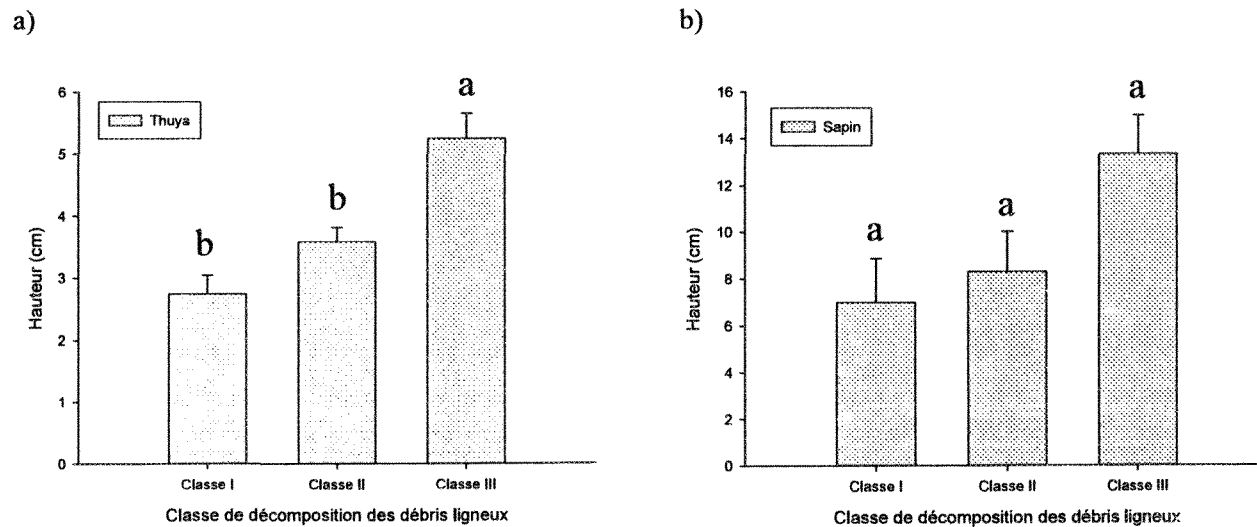 a)
6
5
4
3
2
1
0
Hauteur (cm)
Thuya
b
b
a
Classe I
Classe II
Classe III
Classe de décomposition des débris ligneux
b)
16
14
12
10
8
6
4
2
0
Hauteur (cm)
Sapin
a
a
a
Classe I
Classe II
Classe III
Classe de décomposition des débris ligneux